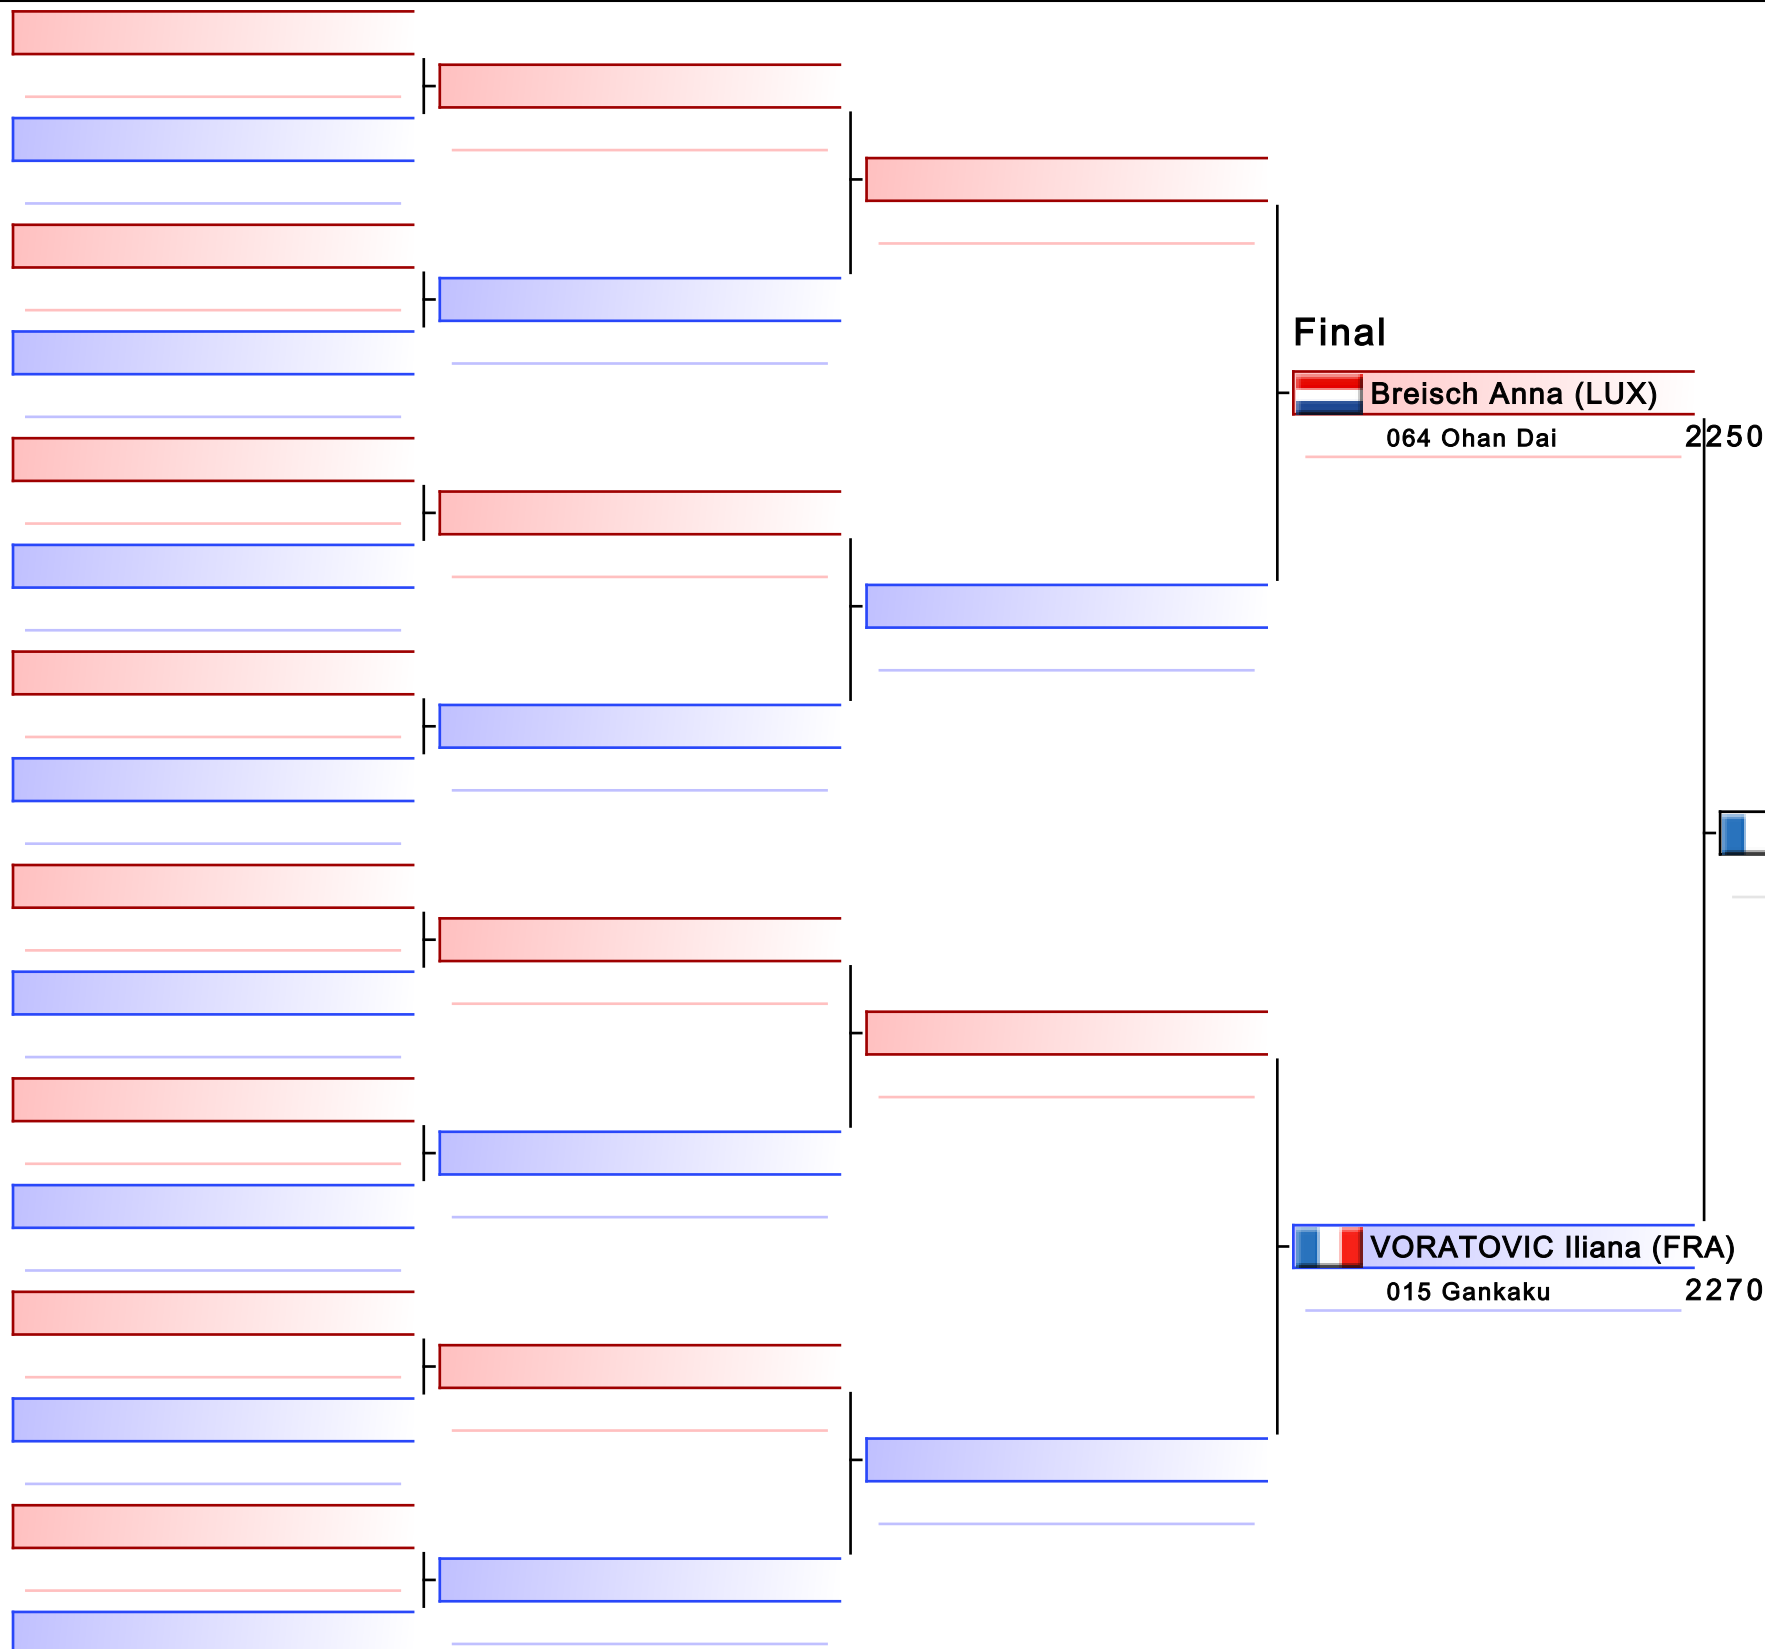 Final
Breisch Anna (LUX)
064 Ohan Dai 2250
VORATOVIC Iliana (FRA)
015 Gankaku 2270